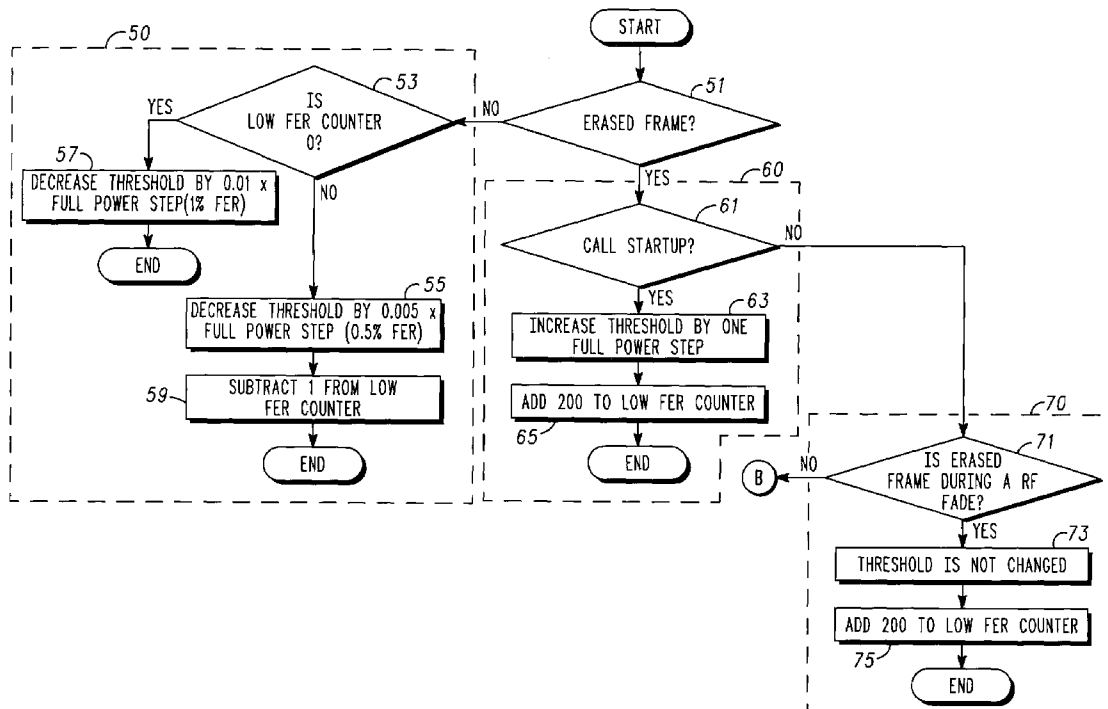 START
50
53
IS
LOW FER COUNTER
0?
YES
NO
51
ERASED FRAME?
NO
YES
57
DECREASE THRESHOLD BY 0.01 x
FULL POWER STEP(1% FER)
END
55
DECREASE THRESHOLD BY 0.005 x
FULL POWER STEP (0.5% FER)
59
SUBTRACT 1 FROM LOW
FER COUNTER
END
60
61
CALL STARTUP?
NO
YES
63
INCREASE THRESHOLD BY ONE
FULL POWER STEP
ADD 200 TO LOW FER COUNTER
65
END
70
71
IS ERASED
FRAME DURING A RF
FADE?
NO
B
YES
73
THRESHOLD IS NOT CHANGED
ADD 200 TO LOW FER COUNTER
75
END